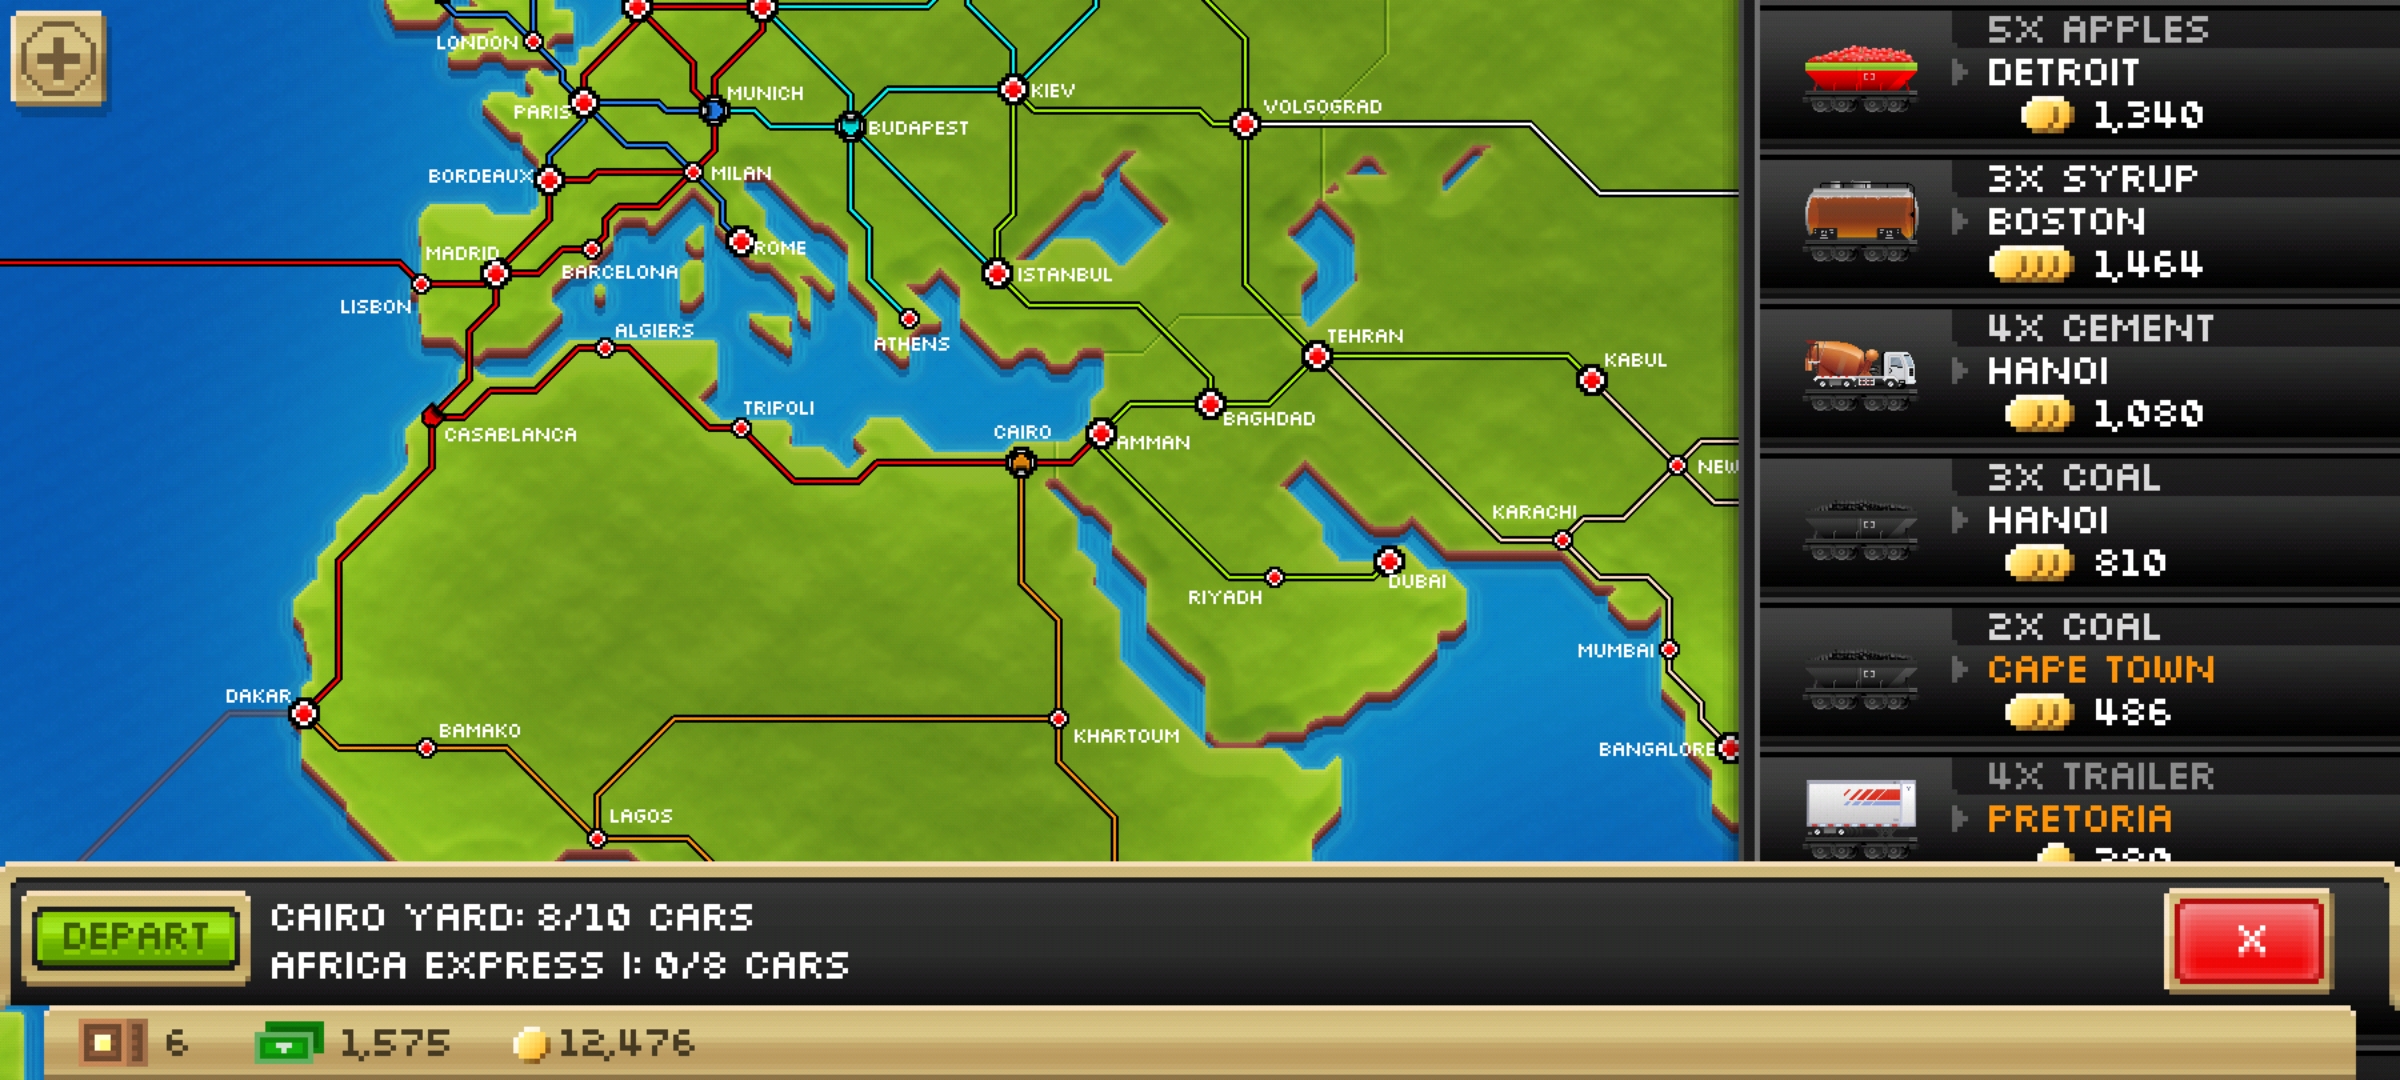 LONDON
PARIS
MUNICH
KIEV
VOLGOGRAD
BUDAPEST
BORDEAUX
MILAN
MADRID
ROME
BARCELONA
ISTANBUL
LISBON
ALGIERS
ATHENS
TEHRAN
KABUL
CASABLANCA
TRIPOLI
CAIRO
AMMAN
BAGHDAD
NEW
KARACHI
RIYADH
DUBAI
MUMBAI
DAKAR
BAMAKO
KHARTOUM
BANGALORE
LAGOS
5X APPLES
DETROIT
1,340
3X SYRUP
BOSTON
1,464
4X CEMENT
HANOI
1,080
3X COAL
HANOI
810
2X COAL
CAPE TOWN
486
4X TRAILER
PRETORIA
DEPART
CAIRO YARD: 8/10 CARS
AFRICA EXPRESS I: 0/8 CARS
X
6
1,575
12,476